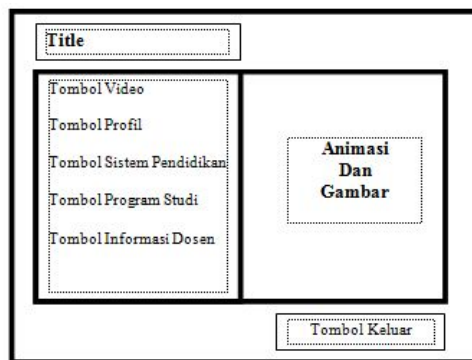 Title
Tombol Video
Tombol Profil
Tombol Sistem Pendidikan
Tombol Program Studi
Tombol Informasi Dosen
Animasi
Dan
Gambar
Tombol Keluar